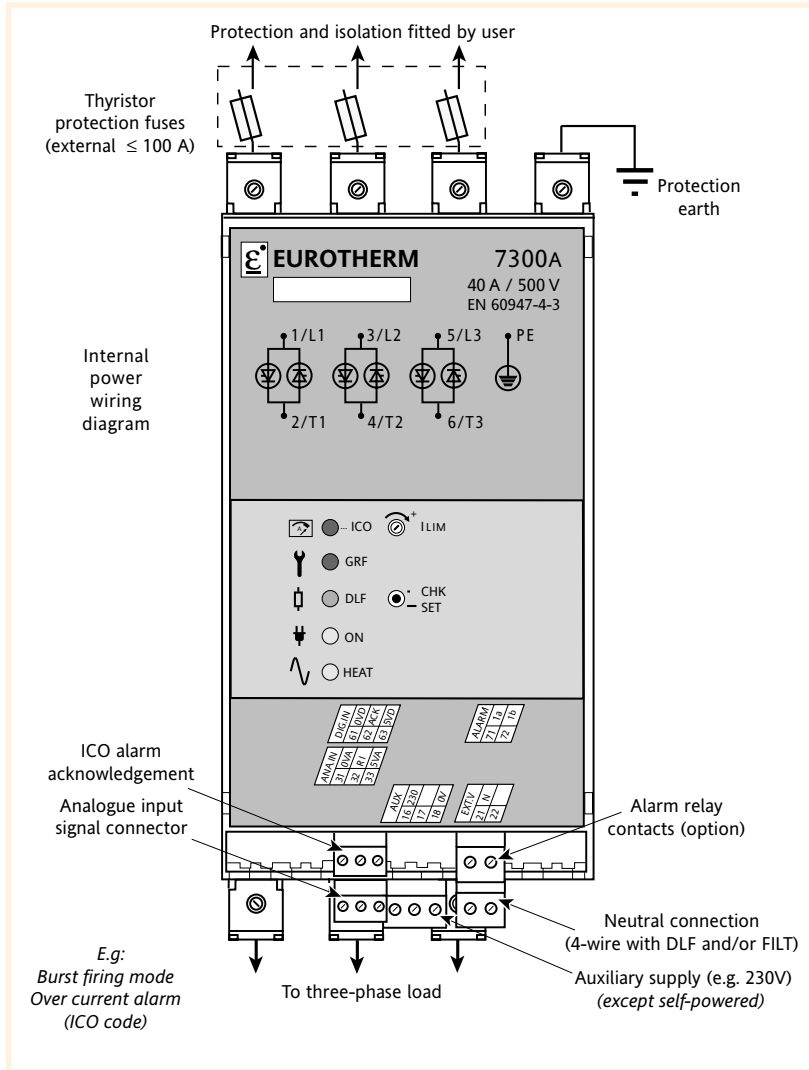 Protection and isolation fitted by user
Thyristor
protection fuses
(external ≤ 100 A)
Protection
earth
EUROTHERM
7300A
40 A / 500 V
EN 60947-4-3
1/L1
3/L2
5/L3
PE
Internal
power
wiring
diagram
2/T1
4/T2
6/T3
ICO
+
ILIM
GRF
DLF
CHK
SET
ON
HEAT
DIG.IN
61 0VD
62 ACK
63 5VD
ALARM
71 1a
72 1b
ANA.IN
31 0VA
32 R I
33 5VA
AUX
16 230
17
18 0V
EXT.V
21 N
22
ICO alarm
acknowledgement
Analogue input
signal connector
Alarm relay
contacts (option)
Neutral connection
(4-wire with DLF and/or FILT)
Auxiliary supply (e.g. 230V)
(except self-powered)
E.g:
Burst firing mode
Over current alarm
(ICO code)
To three-phase load